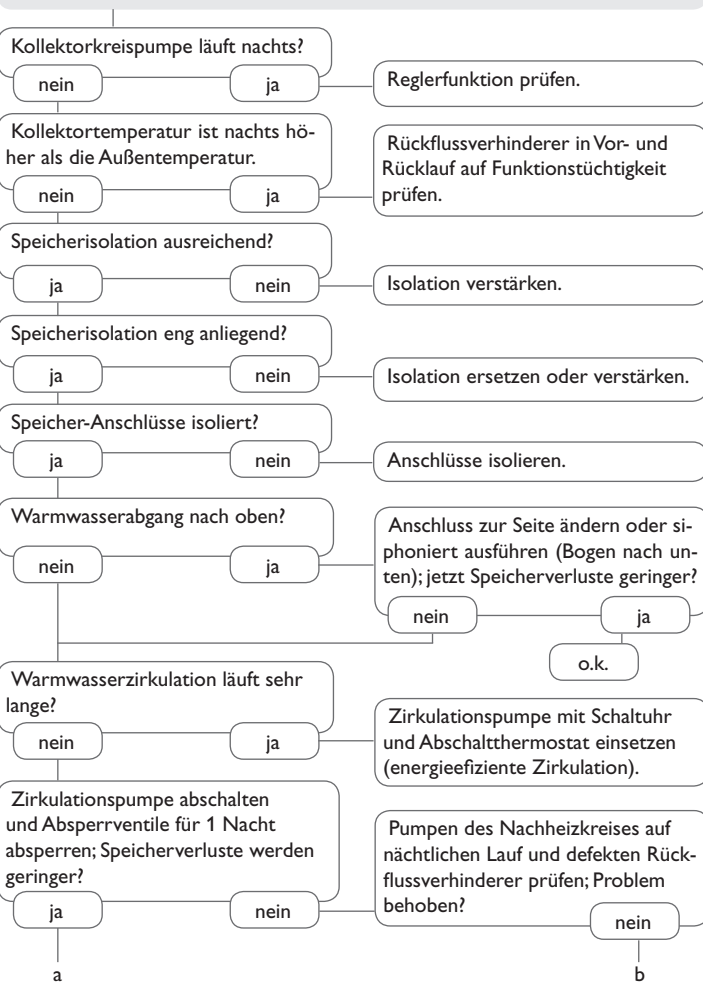 Kollektorkreispumpe läuft nachts?
nein
ja
Reglerfunktion prüfen.
Kollektortemperatur ist nachts hö-
her als die Außentemperatur.
nein
ja
Rückflussverhinderer in Vor- und
Rücklauf auf Funktionstüchtigkeit
prüfen.
Speicherisolation ausreichend?
ja
nein
Isolation verstärken.
Speicherisolation eng anliegend?
ja
nein
Isolation ersetzen oder verstärken.
Speicher-Anschlüsse isoliert?
ja
nein
Anschlüsse isolieren.
Warmwasserabgang nach oben?
nein
ja
Anschluss zur Seite ändern oder si-
phoniert ausführen (Bogen nach un-
ten); jetzt Speicherverluste geringer?
nein
ja
o.k.
Warmwasserzirkulation läuft sehr
lange?
nein
ja
Zirkulationspumpe mit Schaltuhr
und Abschaltthermostat einsetzen
(energieefiziente Zirkulation).
Zirkulationspumpe abschalten
und Absperrventile für 1 Nacht
absperren; Speicherverluste werden
geringer?
ja
nein
Pumpen des Nachheizkreises auf
nächtlichen Lauf und defekten Rück-
flussverhinderer prüfen; Problem
behoben?
nein
a
b